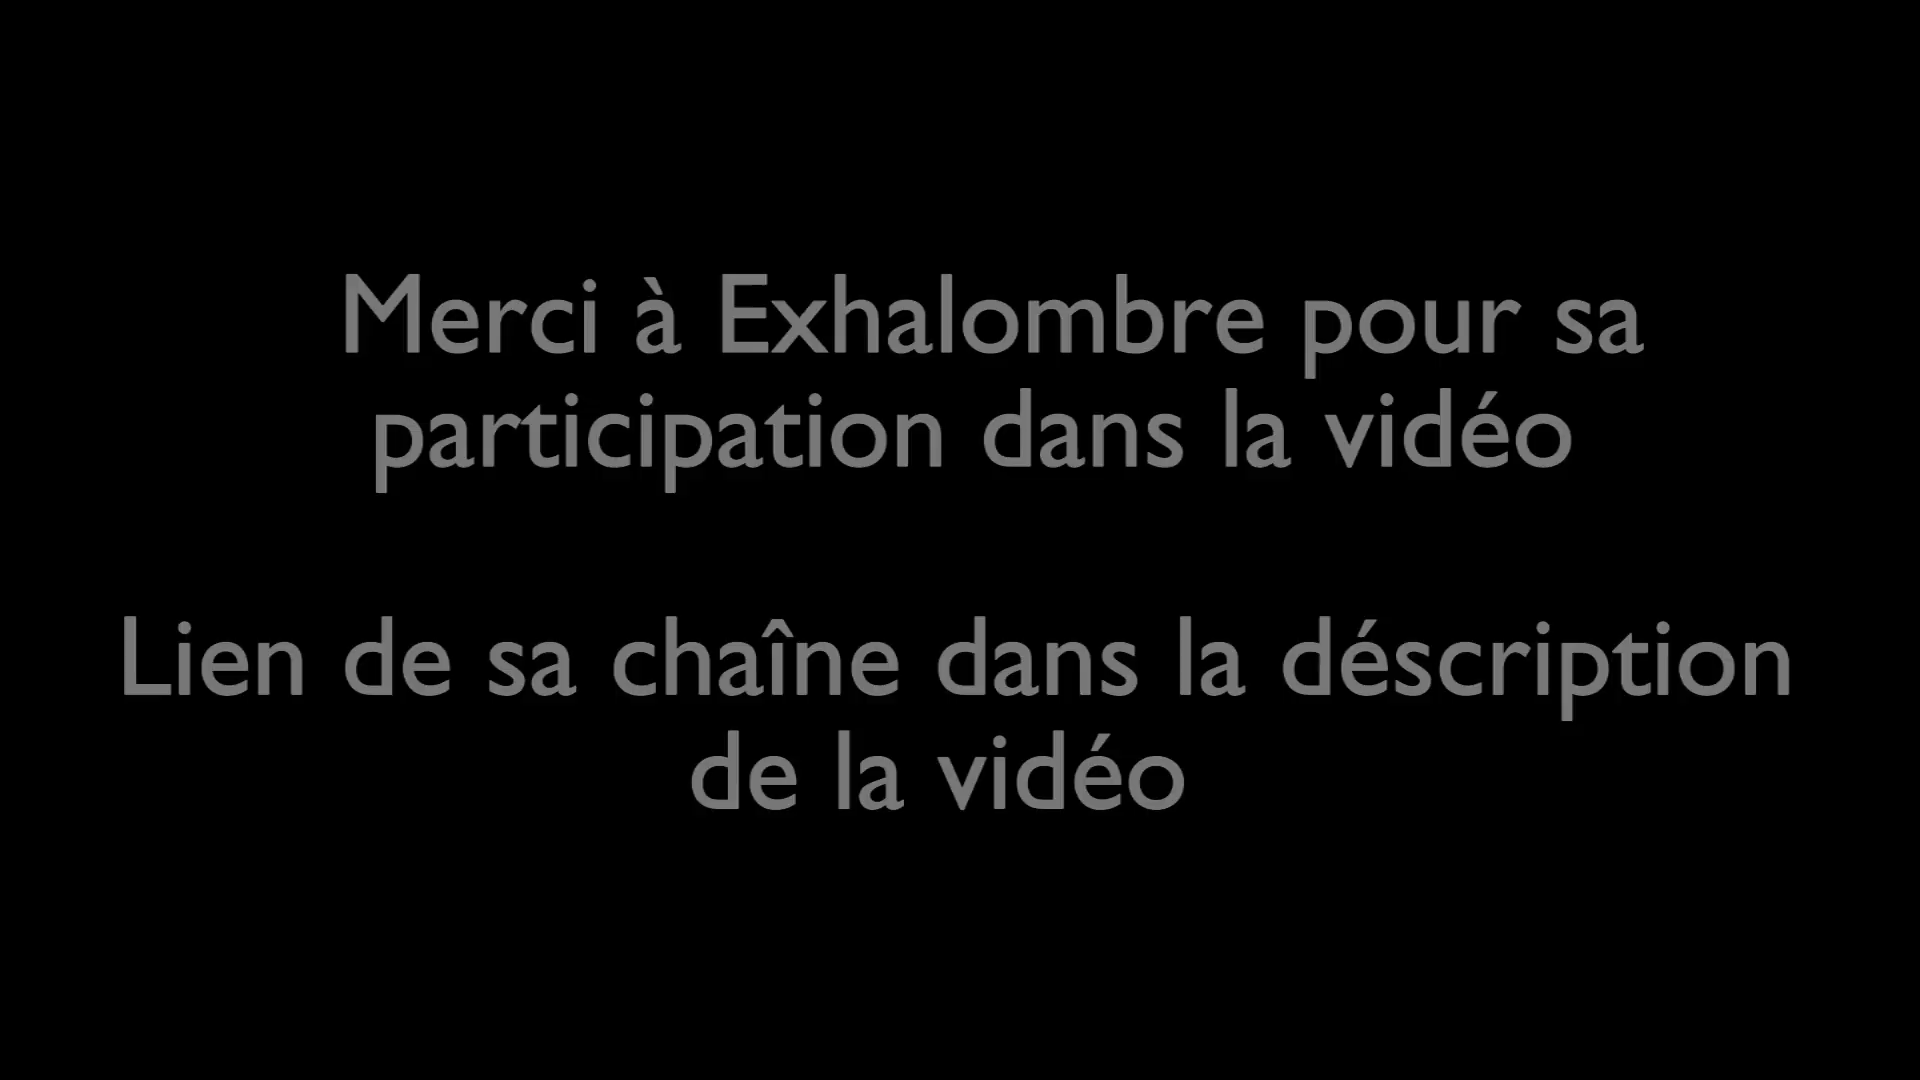 Merci à Exhalombre pour sa
participation dans la vidéo
Lien de sa chaîne dans la déscription
de la vidéo